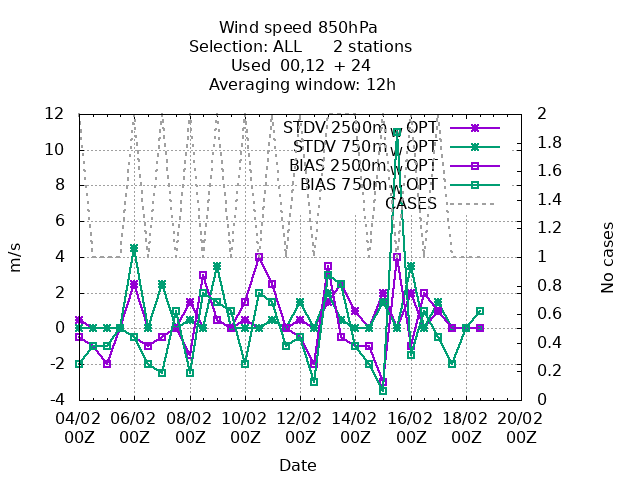 Wind speed 850hPa
Selection: ALL 2 stations
Used 00,12 + 24
Averaging window: 12h
STDV 2500m_w OPT
STDV 750m_w OPT
BIAS 2500m_w OPT
BIAS 750m_w OPT
CASES
12
10
8
6
4
2
0
-2
-4
m/s
2
1.8
1.6
1.4
1.2
1
0.8
0.6
0.4
0.2
0
No cases
04/02 06/02 08/02 10/02 12/02 14/02 16/02 18/02 20/02
00Z 00Z 00Z 00Z 00Z 00Z 00Z 00Z 00Z
Date